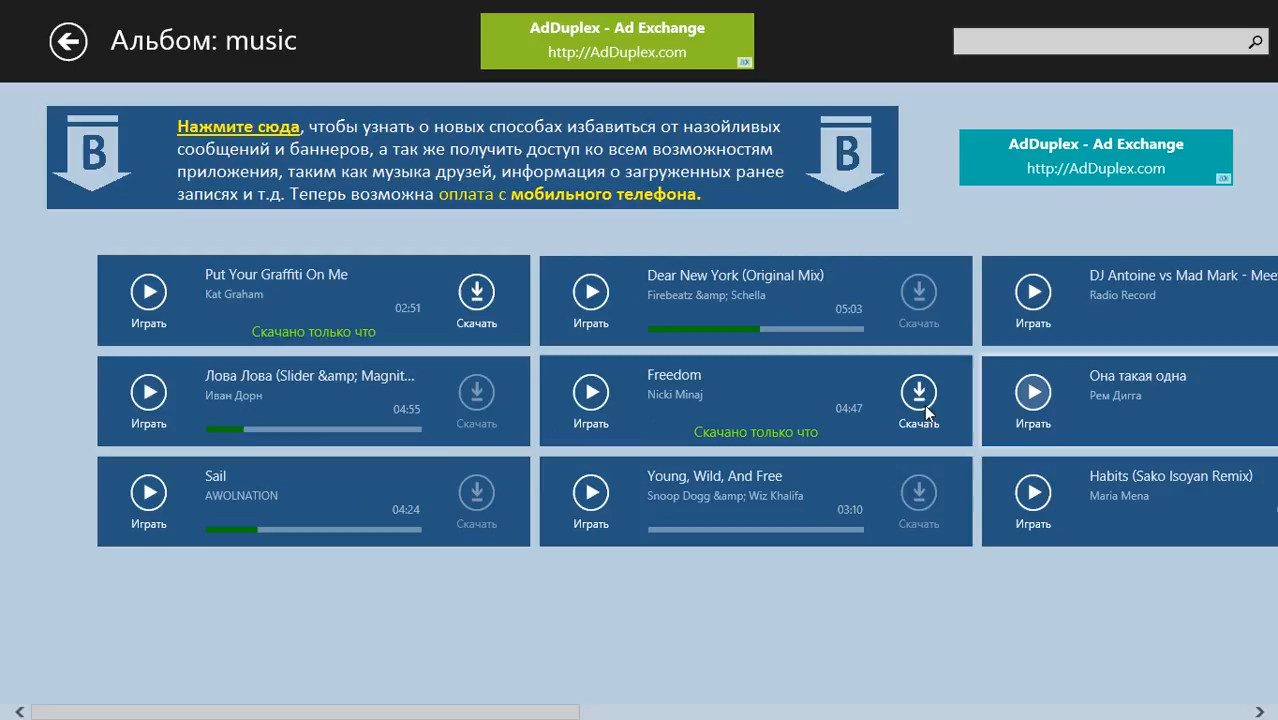 Альбом: music
AdDuplex - Ad Exchange
http://AdDuplex.com
Нажмите сюда, чтобы узнать о новых способах избавиться от назойливых
сообщений и баннеров, а так же получить доступ ко всем возможностям
приложения, таким как музыка друзей, информация о загруженных ранее
записях и т.д. Теперь возможна оплата с мобильного телефона.
B
B
AdDuplex - Ad Exchange
http://AdDuplex.com
Put Your Graffiti On Me
Kat Graham
02:51
Играть
Скачать
Скачано только что
Dear New York (Original Mix)
Firebeatz &amp; Schella
05:03
Играть
Скачать
DJ Antoine vs Mad Mark - Mee
Radio Record
Играть
Лова Лова (Slider &amp; Magnit...
Иван Дорн
04:55
Играть
Скачать
Freedom
Nicki Minaj
04:47
Играть
Скачать
Скачано только что
Она такая одна
Рем Дигга
Играть
Sail
AWOLNATION
04:24
Играть
Скачать
Young, Wild, And Free
Snoop Dogg &amp; Wiz Khalifa
03:10
Играть
Скачать
Habits (Sako Isoyan Remix)
Maria Mena
Играть